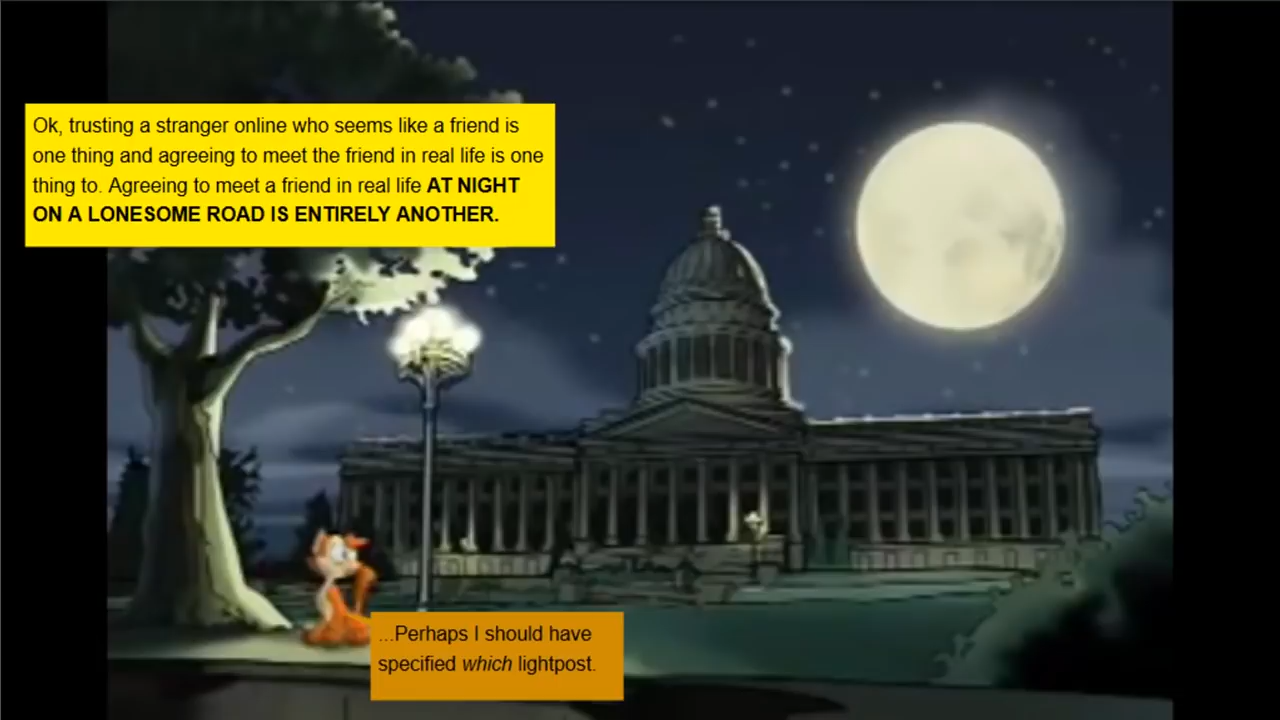 Ok, trusting a stranger online who seems like a friend is
one thing and agreeing to meet the friend in real life is one
thing to. Agreeing to meet a friend in real life AT NIGHT
ON A LONESOME ROAD IS ENTIRELY ANOTHER.
...Perhaps I should have
specified which lightpost.